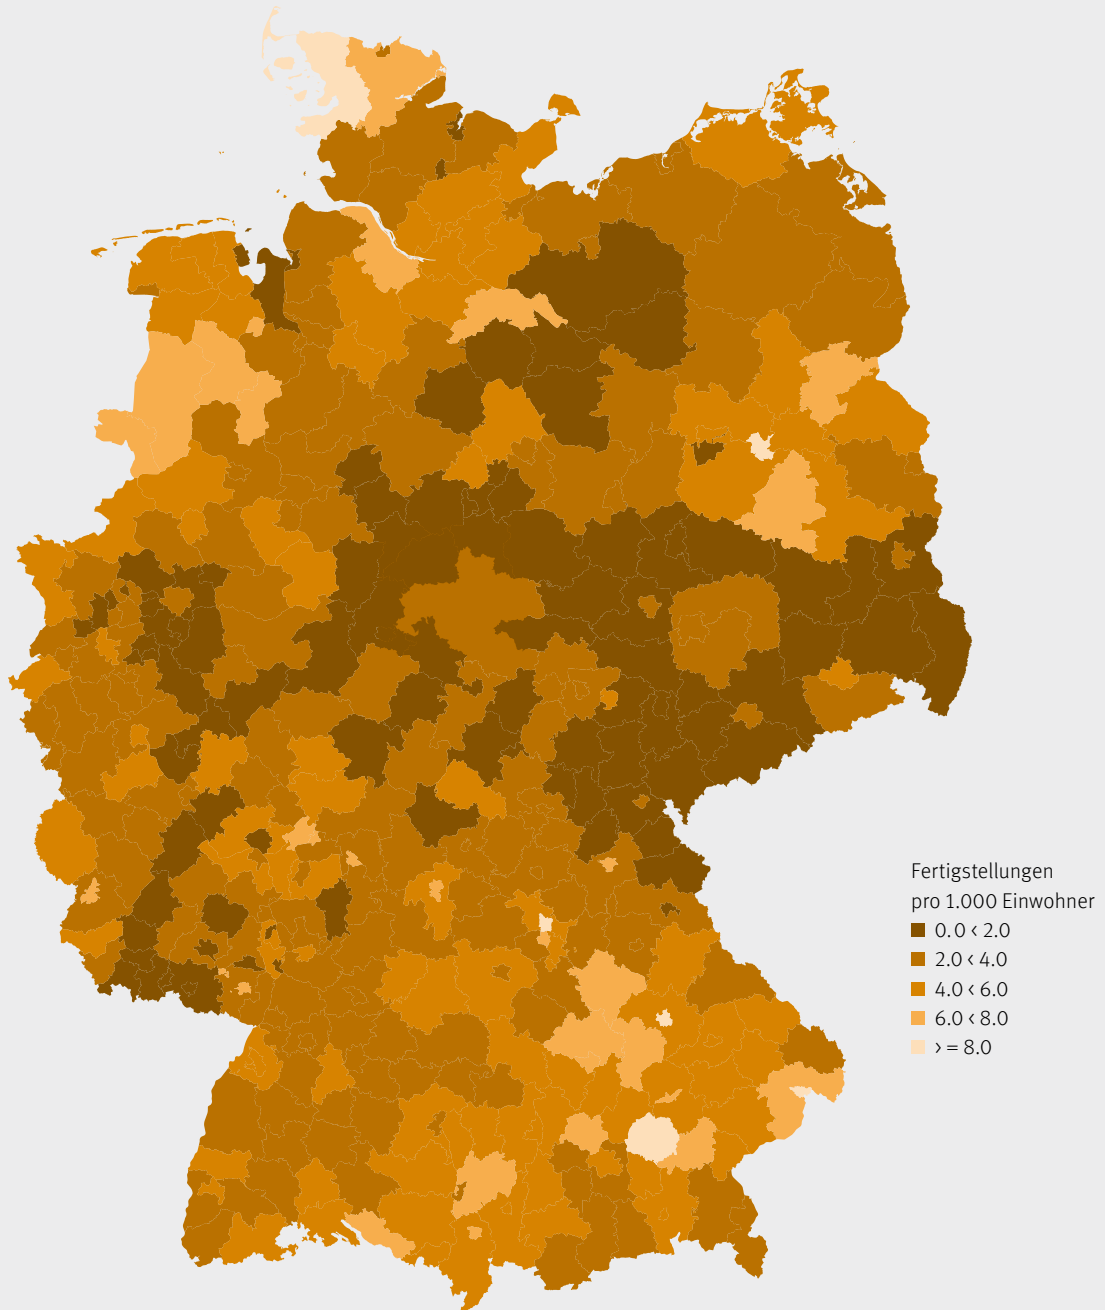 Fertigstellungen
pro 1.000 Einwohner
0.0 < 2.0
2.0 < 4.0
4.0 < 6.0
6.0 < 8.0
> = 8.0